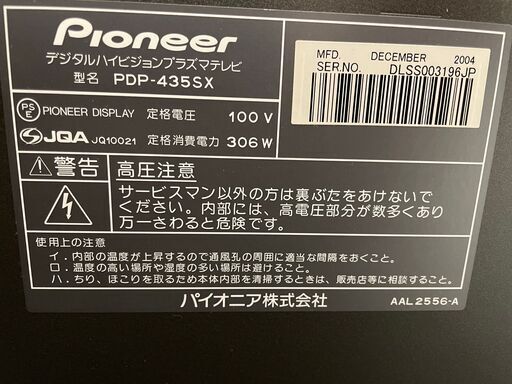 Pioneer
デジタルハイビジョンプラズマテレビ
型名 PDP-435SX
MFD. DECEMBER 2004
SER.NO. DLSS003196JP
PSE PIONEER DISPLAY 定格電圧 100V
JQA JQ10021 定格消費電力 306W
警告 高圧注意
サービスマン以外の方は裏ぶたをあけないで
ください。内部には、高電圧部分が数多くあり
万一さわると危険です。
使用上の注意
イ．内部の温度が上昇するので通風孔の周囲に適当な間隔をおくこと。
ロ．温度の高い場所や湿度の多い場所は避けること。
ハ．ちり、ほこりを取るため本体内部を清掃するときは、販売店等に相談すること。
パイオニア株式会社
AAL2556-A